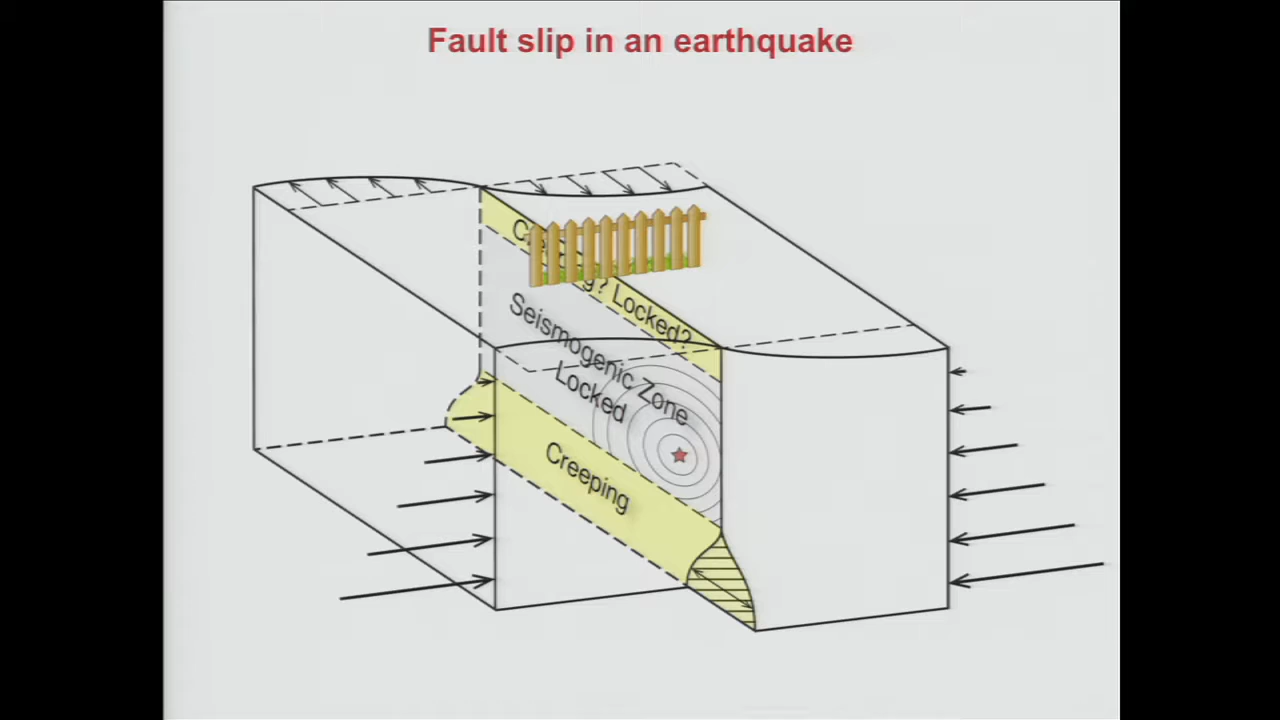 Fault slip in an earthquake
Locked?
Seismogenic Zone
Locked
Creeping